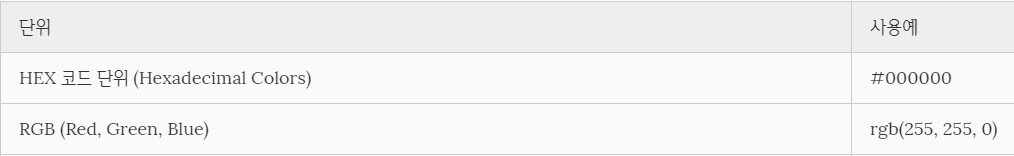 단위 사용예
HEX 코드 단위 (Hexadecimal Colors) #000000
RGB (Red, Green, Blue) rgb(255, 255, 0)